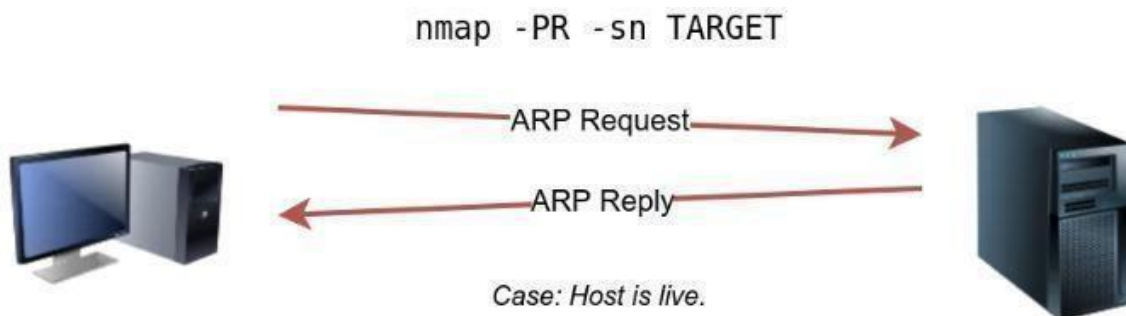 nmap -PR -sn TARGET
ARP Request
ARP Reply
Case: Host is live.